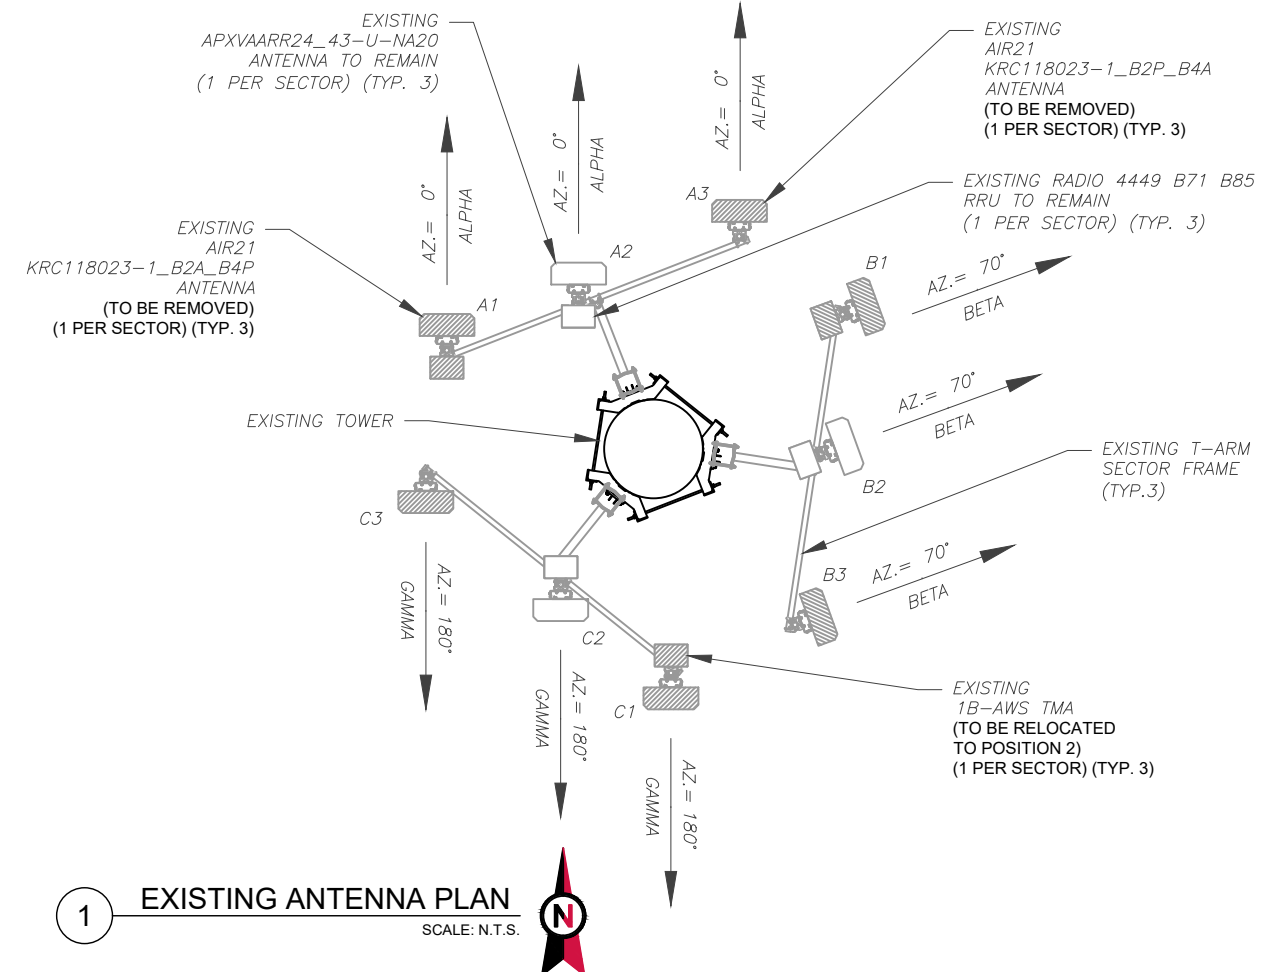 EXISTING
APXVAARR24_43-U-NA20
ANTENNA TO REMAIN
(1 PER SECTOR) (TYP. 3)
EXISTING
AIR21
KRC118023-1_B2P_B4A
ANTENNA
(TO BE REMOVED)
(1 PER SECTOR) (TYP. 3)
AZ.= 0°
ALPHA
AZ.= 0°
ALPHA
AZ.= 0°
ALPHA
EXISTING RADIO 4449 B71 B85
RRU TO REMAIN
(1 PER SECTOR) (TYP. 3)
EXISTING
AIR21
KRC118023-1_B2A_B4P
ANTENNA
(TO BE REMOVED)
(1 PER SECTOR) (TYP. 3)
A3
A2
A1
B1
AZ.= 70°
BETA
AZ.= 70°
BETA
EXISTING TOWER
EXISTING T-ARM
SECTOR FRAME
(TYP.3)
B2
C3
AZ.= 70°
BETA
B3
AZ.= 180°
GAMMA
C2
AZ.= 180°
GAMMA
C1
EXISTING
1B-AWS TMA
(TO BE RELOCATED
TO POSITION 2)
(1 PER SECTOR) (TYP. 3)
AZ.= 180°
GAMMA
1
EXISTING ANTENNA PLAN
SCALE: N.T.S.
N